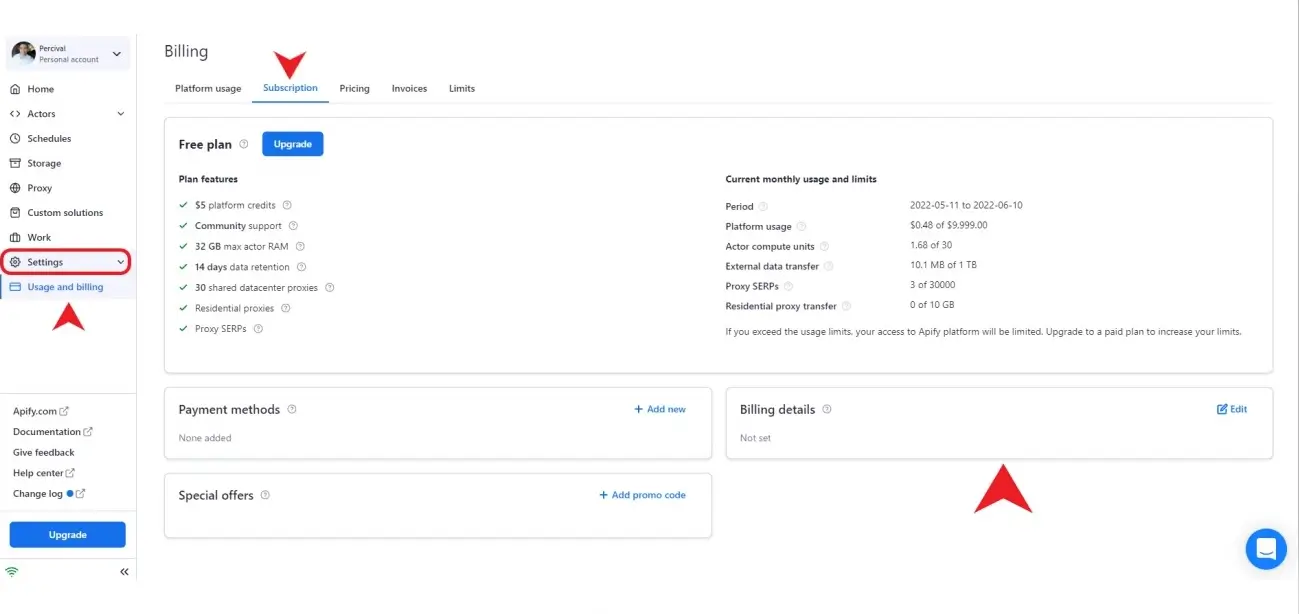 Percival
Personal account
Home
Actors
Schedules
Storage
Proxy
Custom solutions
Work
Settings
Usage and billing
Apify.com
Documentation
Give feedback
Help center
Change log
Upgrade
Billing
Platform usage Subscription Pricing Invoices Limits
Free plan Upgrade
Plan features
$5 platform credits
Community support
32 GB max actor RAM
14 days data retention
30 shared datacenter proxies
Residential proxies
Proxy SERPs
Current monthly usage and limits
Period 2022-05-11 to 2022-06-10
Platform usage $0.48 of $9,999.00
Actor compute units 1.68 of 30
External data transfer 10.1 MB of 1 TB
Proxy SERPs 3 of 30000
Residential proxy transfer 0 of 10 GB
If you exceed the usage limits, your access to Apify platform will be limited. Upgrade to a paid plan to increase your limits.
Payment methods + Add new
None added
Billing details Edit
Not set
Special offers + Add promo code